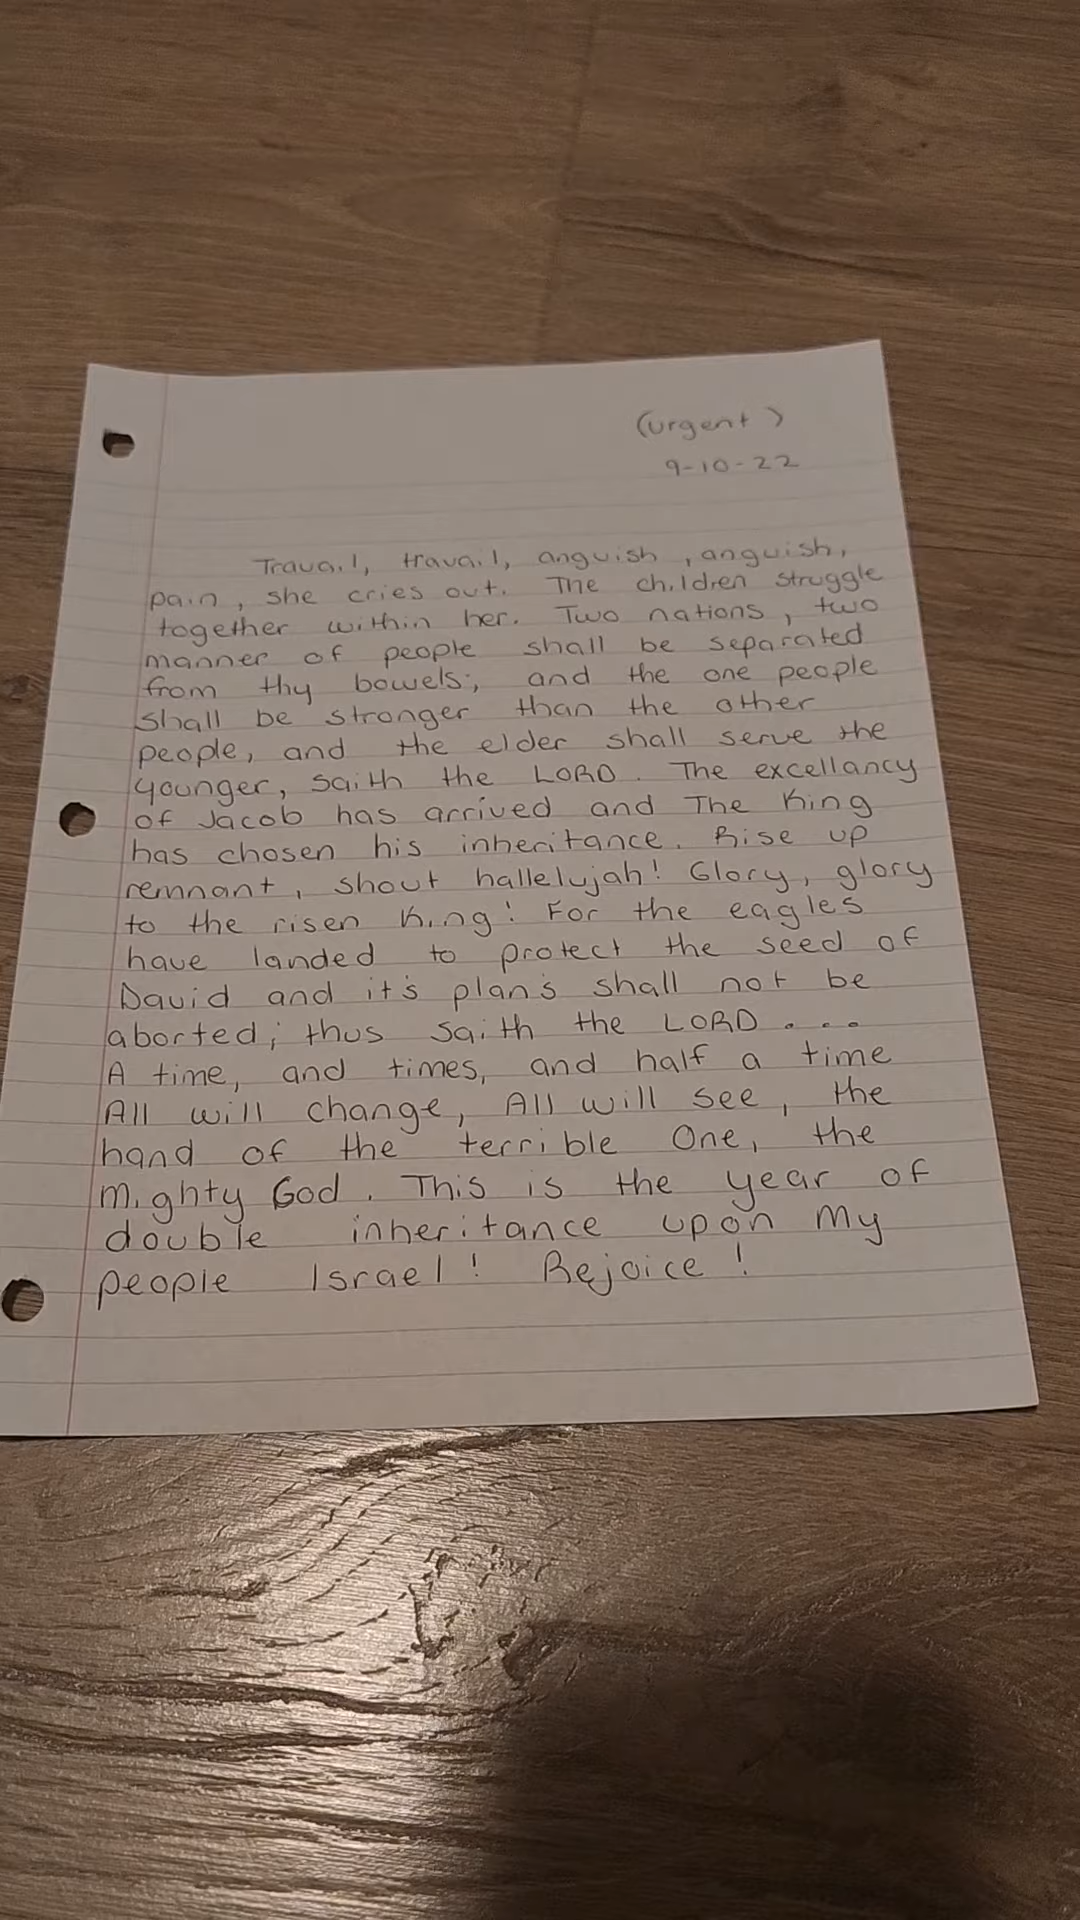 (urgent)
9-10-22
Travail, travail, anguish, anguish,
pain, she cries out. The children struggle
together within her. Two nations, two
manner of people shall be separated
from thy bowels; and the one people
shall be stronger than the other
people, and the elder shall serve the
younger, saith the LORD. The excellancy
of Jacob has arrived and The King
has chosen his inheritance. Rise up
remnant, shout hallelujah! Glory, glory
to the risen King! For the eagles
have landed to protect the seed of
David and it's plan's shall not be
aborted; thus saith the LORD....
A time, and times, and half a time
All will change, All will see, the
hand of the terrible One, the
mighty God. This is the year of
double inheritance upon My
people Israel! Rejoice!